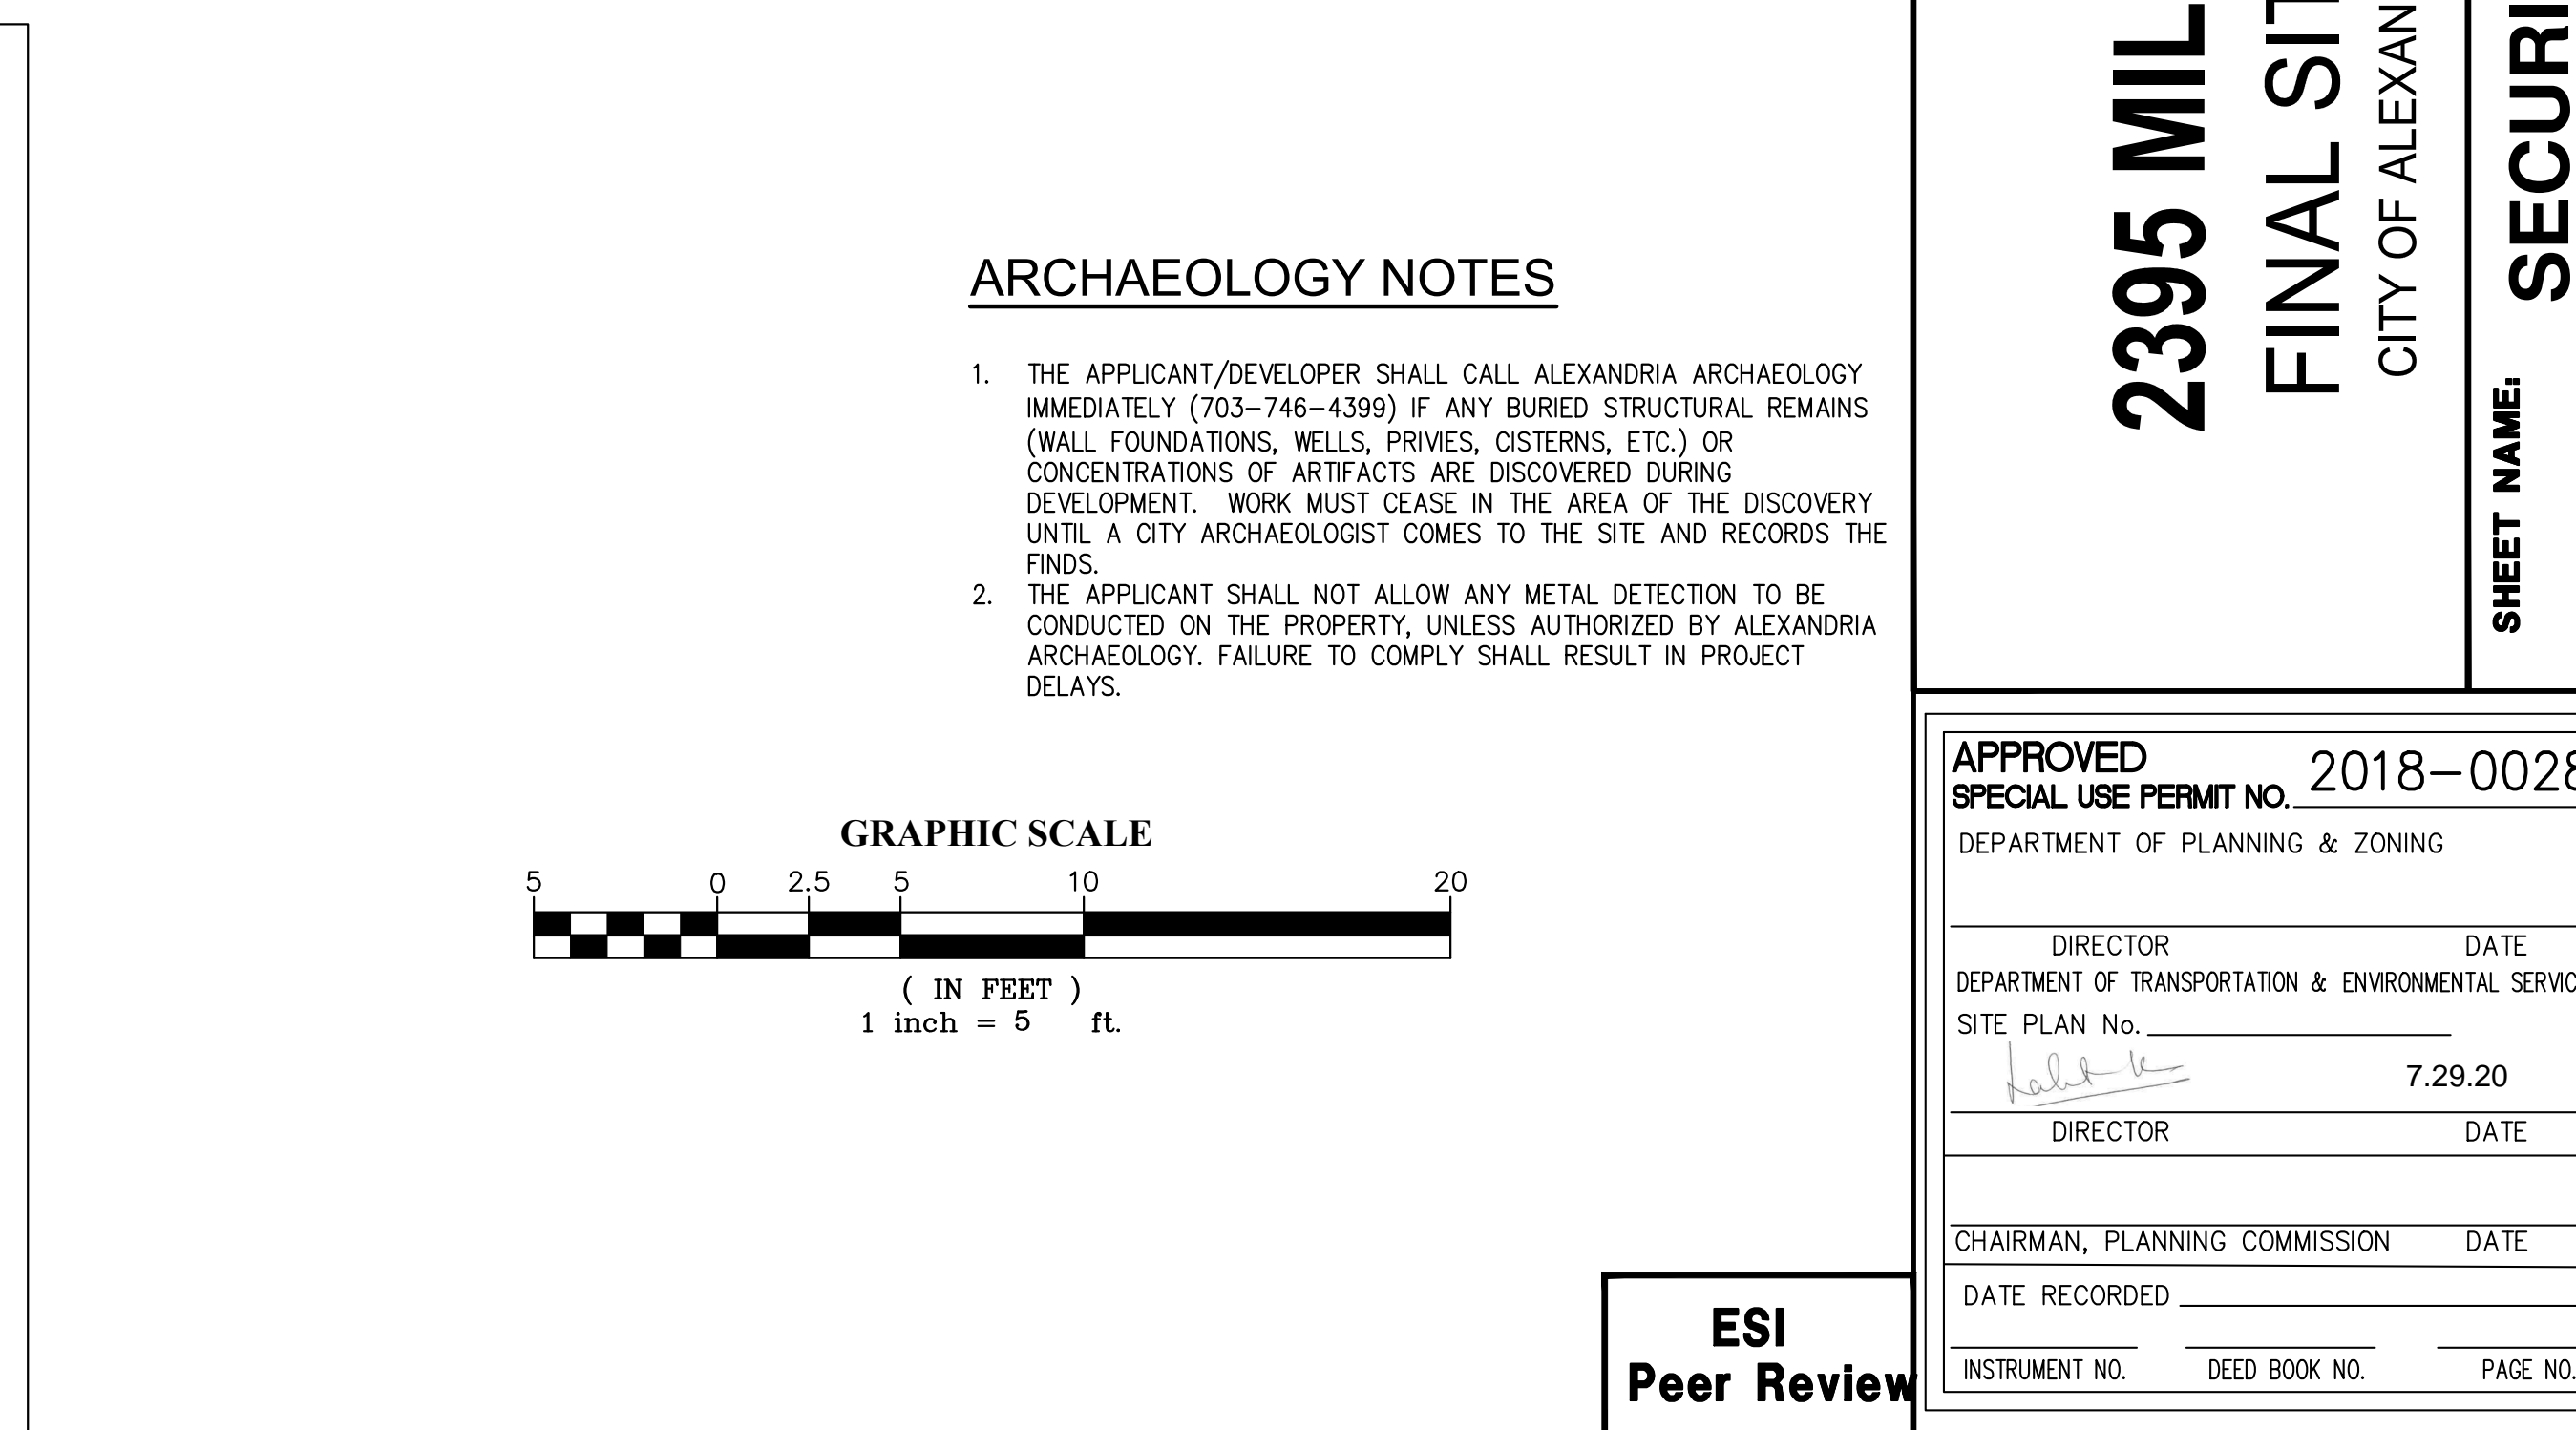 ARCHAEOLOGY NOTES
1. THE APPLICANT/DEVELOPER SHALL CALL ALEXANDRIA ARCHAEOLOGY
IMMEDIATELY (703-746-4399) IF ANY BURIED STRUCTURAL REMAINS
(WALL FOUNDATIONS, WELLS, PRIVIES, CISTERNS, ETC.) OR
CONCENTRATIONS OF ARTIFACTS ARE DISCOVERED DURING
DEVELOPMENT. WORK MUST CEASE IN THE AREA OF THE DISCOVERY
UNTIL A CITY ARCHAEOLOGIST COMES TO THE SITE AND RECORDS THE
FINDS.
2. THE APPLICANT SHALL NOT ALLOW ANY METAL DETECTION TO BE
CONDUCTED ON THE PROPERTY, UNLESS AUTHORIZED BY ALEXANDRIA
ARCHAEOLOGY. FAILURE TO COMPLY SHALL RESULT IN PROJECT
DELAYS.
GRAPHIC SCALE
5 0 2.5 5 10 20
( IN FEET )
1 inch = 5 ft.
ESI
Peer Review
2395 MIL
FINAL SIT
CITY OF ALEXAN
SHEET NAME: SECURI
APPROVED
SPECIAL USE PERMIT NO. 2018-0028
DEPARTMENT OF PLANNING & ZONING
DIRECTOR DATE
DEPARTMENT OF TRANSPORTATION & ENVIRONMENTAL SERVIC
SITE PLAN No.
7.29.20
DIRECTOR DATE
CHAIRMAN, PLANNING COMMISSION DATE
DATE RECORDED
INSTRUMENT NO. DEED BOOK NO. PAGE NO.